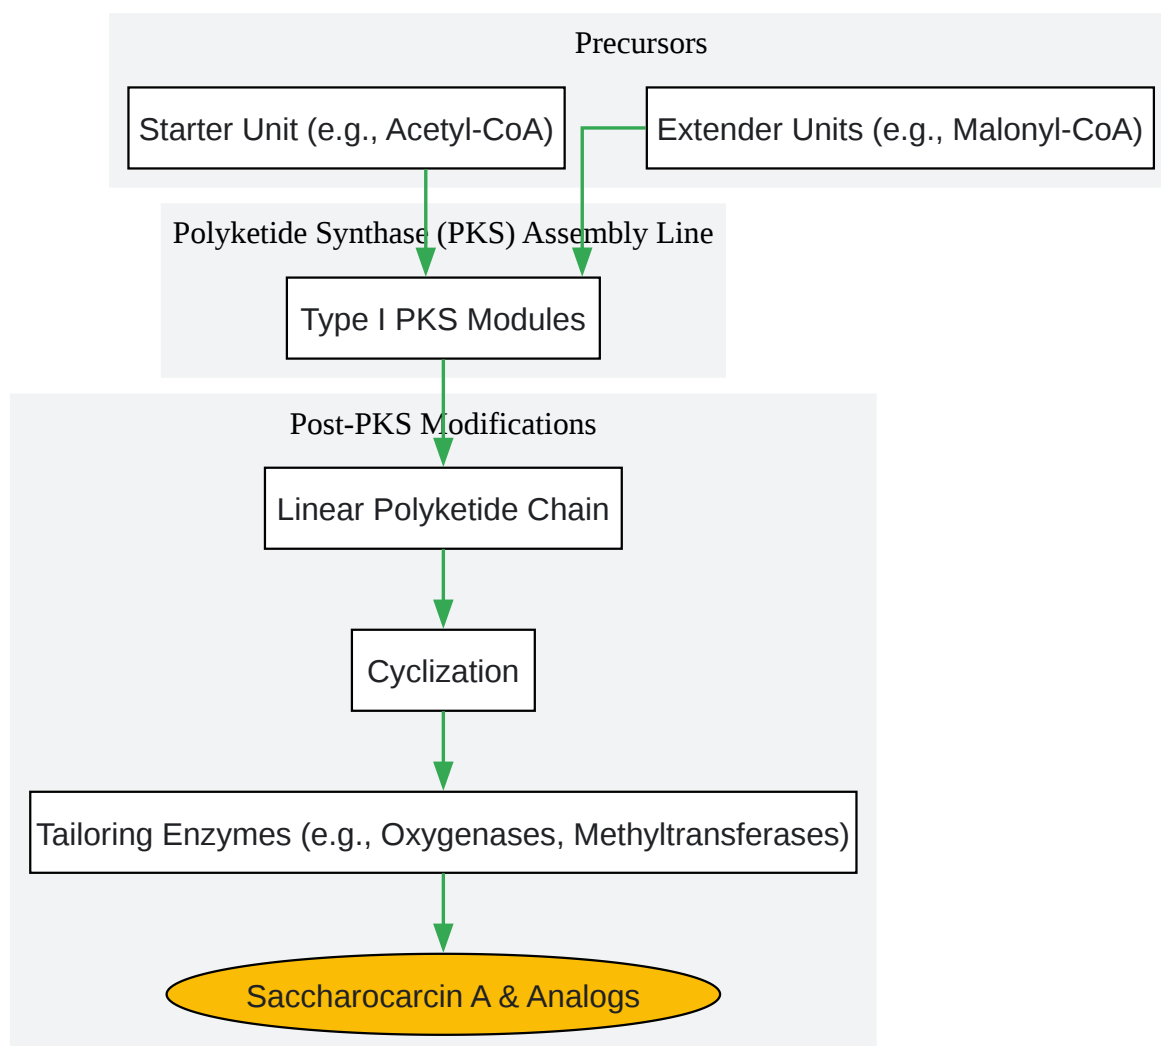 Precursors
Starter Unit (e.g., Acetyl-CoA)
Extender Units (e.g., Malonyl-CoA)
Polyketide Synthase (PKS) Assembly Line
Type I PKS Modules
Post-PKS Modifications
Linear Polyketide Chain
Cyclization
Tailoring Enzymes (e.g., Oxygenases, Methyltransferases)
Saccharocarcin A & Analogs